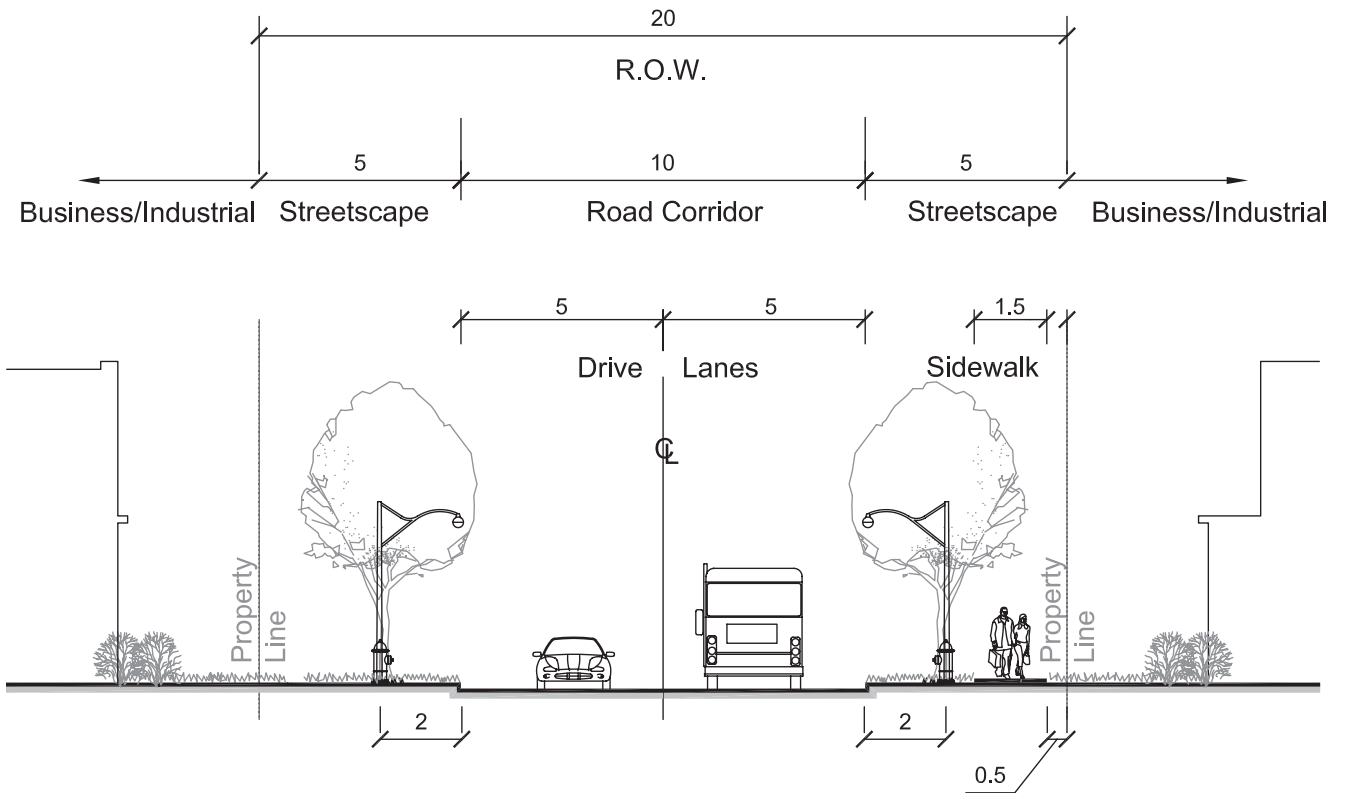 20
R.O.W.
5 10 5
Business/Industrial Streetscape Road Corridor Streetscape Business/Industrial
5 5 1.5
Drive Lanes Sidewalk
℄
Property
Line
Property
Line
2 2
0.5